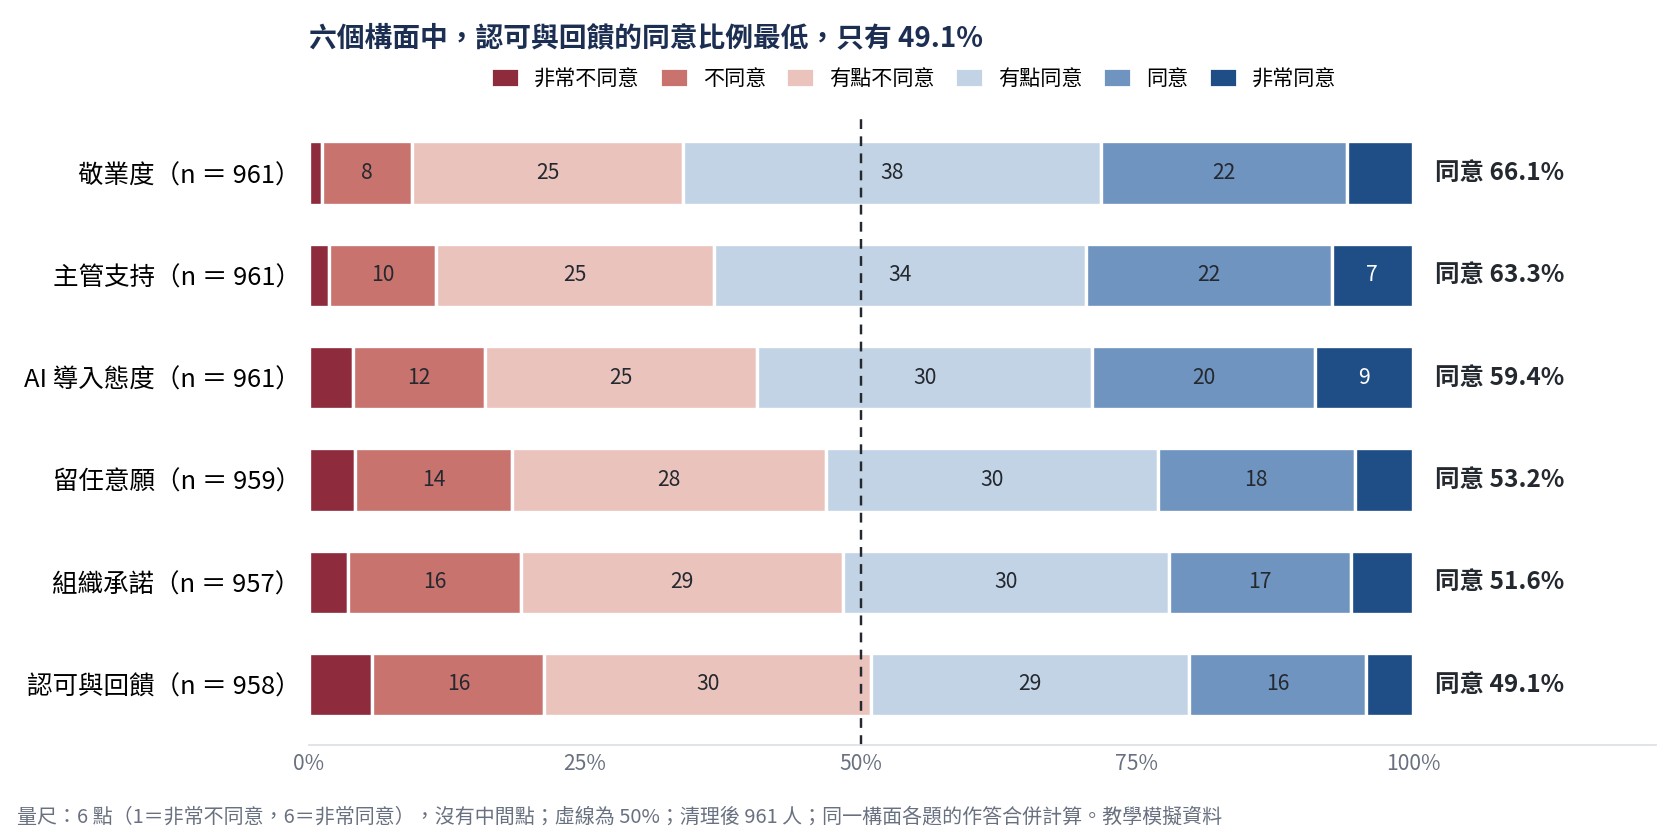 六個構面中，認可與回饋的同意比例最低，只有 49.1%
非常不同意 不同意 有點不同意 有點同意 同意 非常同意
敬業度（n ＝ 961） 8 25 38 22 同意 66.1%
主管支持（n ＝ 961） 10 25 34 22 7 同意 63.3%
AI 導入態度（n ＝ 961） 12 25 30 20 9 同意 59.4%
留任意願（n ＝ 959） 14 28 30 18 同意 53.2%
組織承諾（n ＝ 957） 16 29 30 17 同意 51.6%
認可與回饋（n ＝ 958） 16 30 29 16 同意 49.1%
0% 25% 50% 75% 100%
量尺：6 點（1＝非常不同意，6＝非常同意），沒有中間點；虛線為 50%；清理後 961 人；同一構面各題的作答合併計算。教學模擬資料